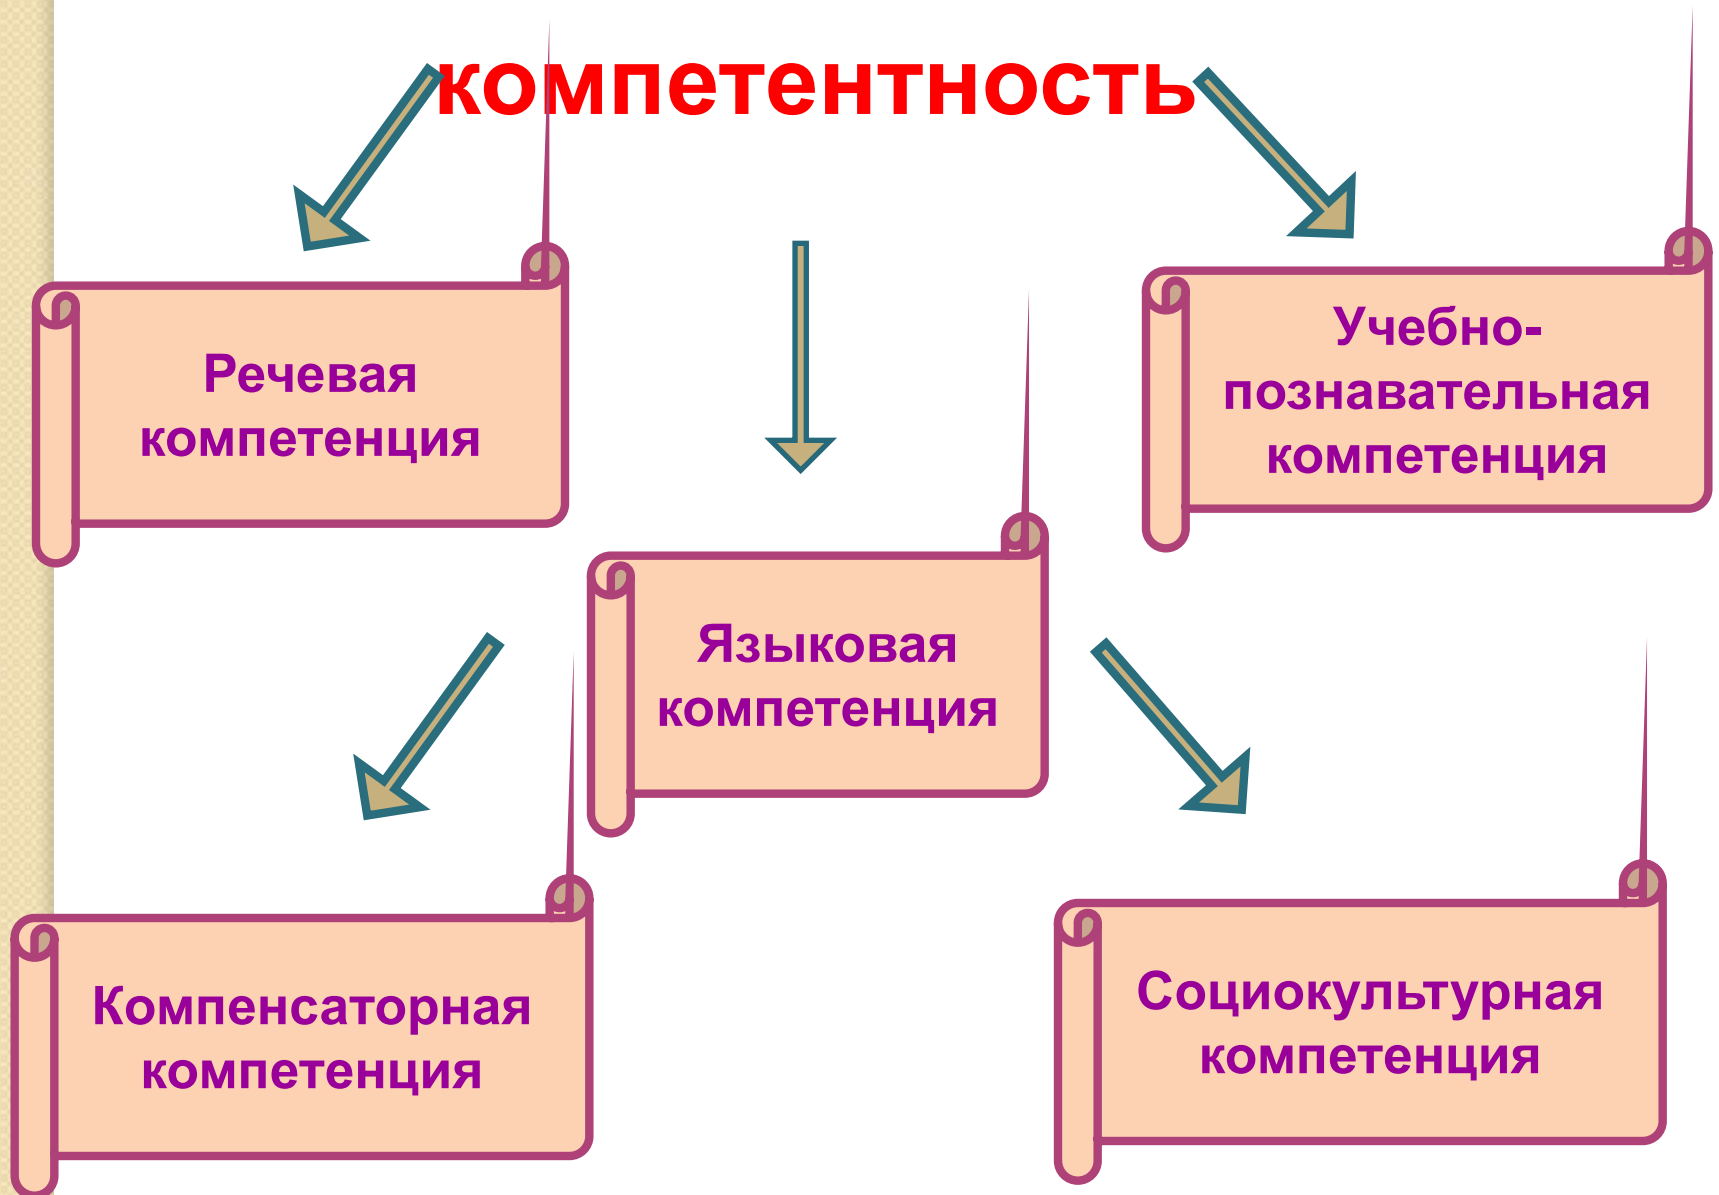 компетентность
Речевая
компетенция
Учебно-
познавательная
компетенция
Языковая
компетенция
Компенсаторная
компетенция
Социокультурная
компетенция